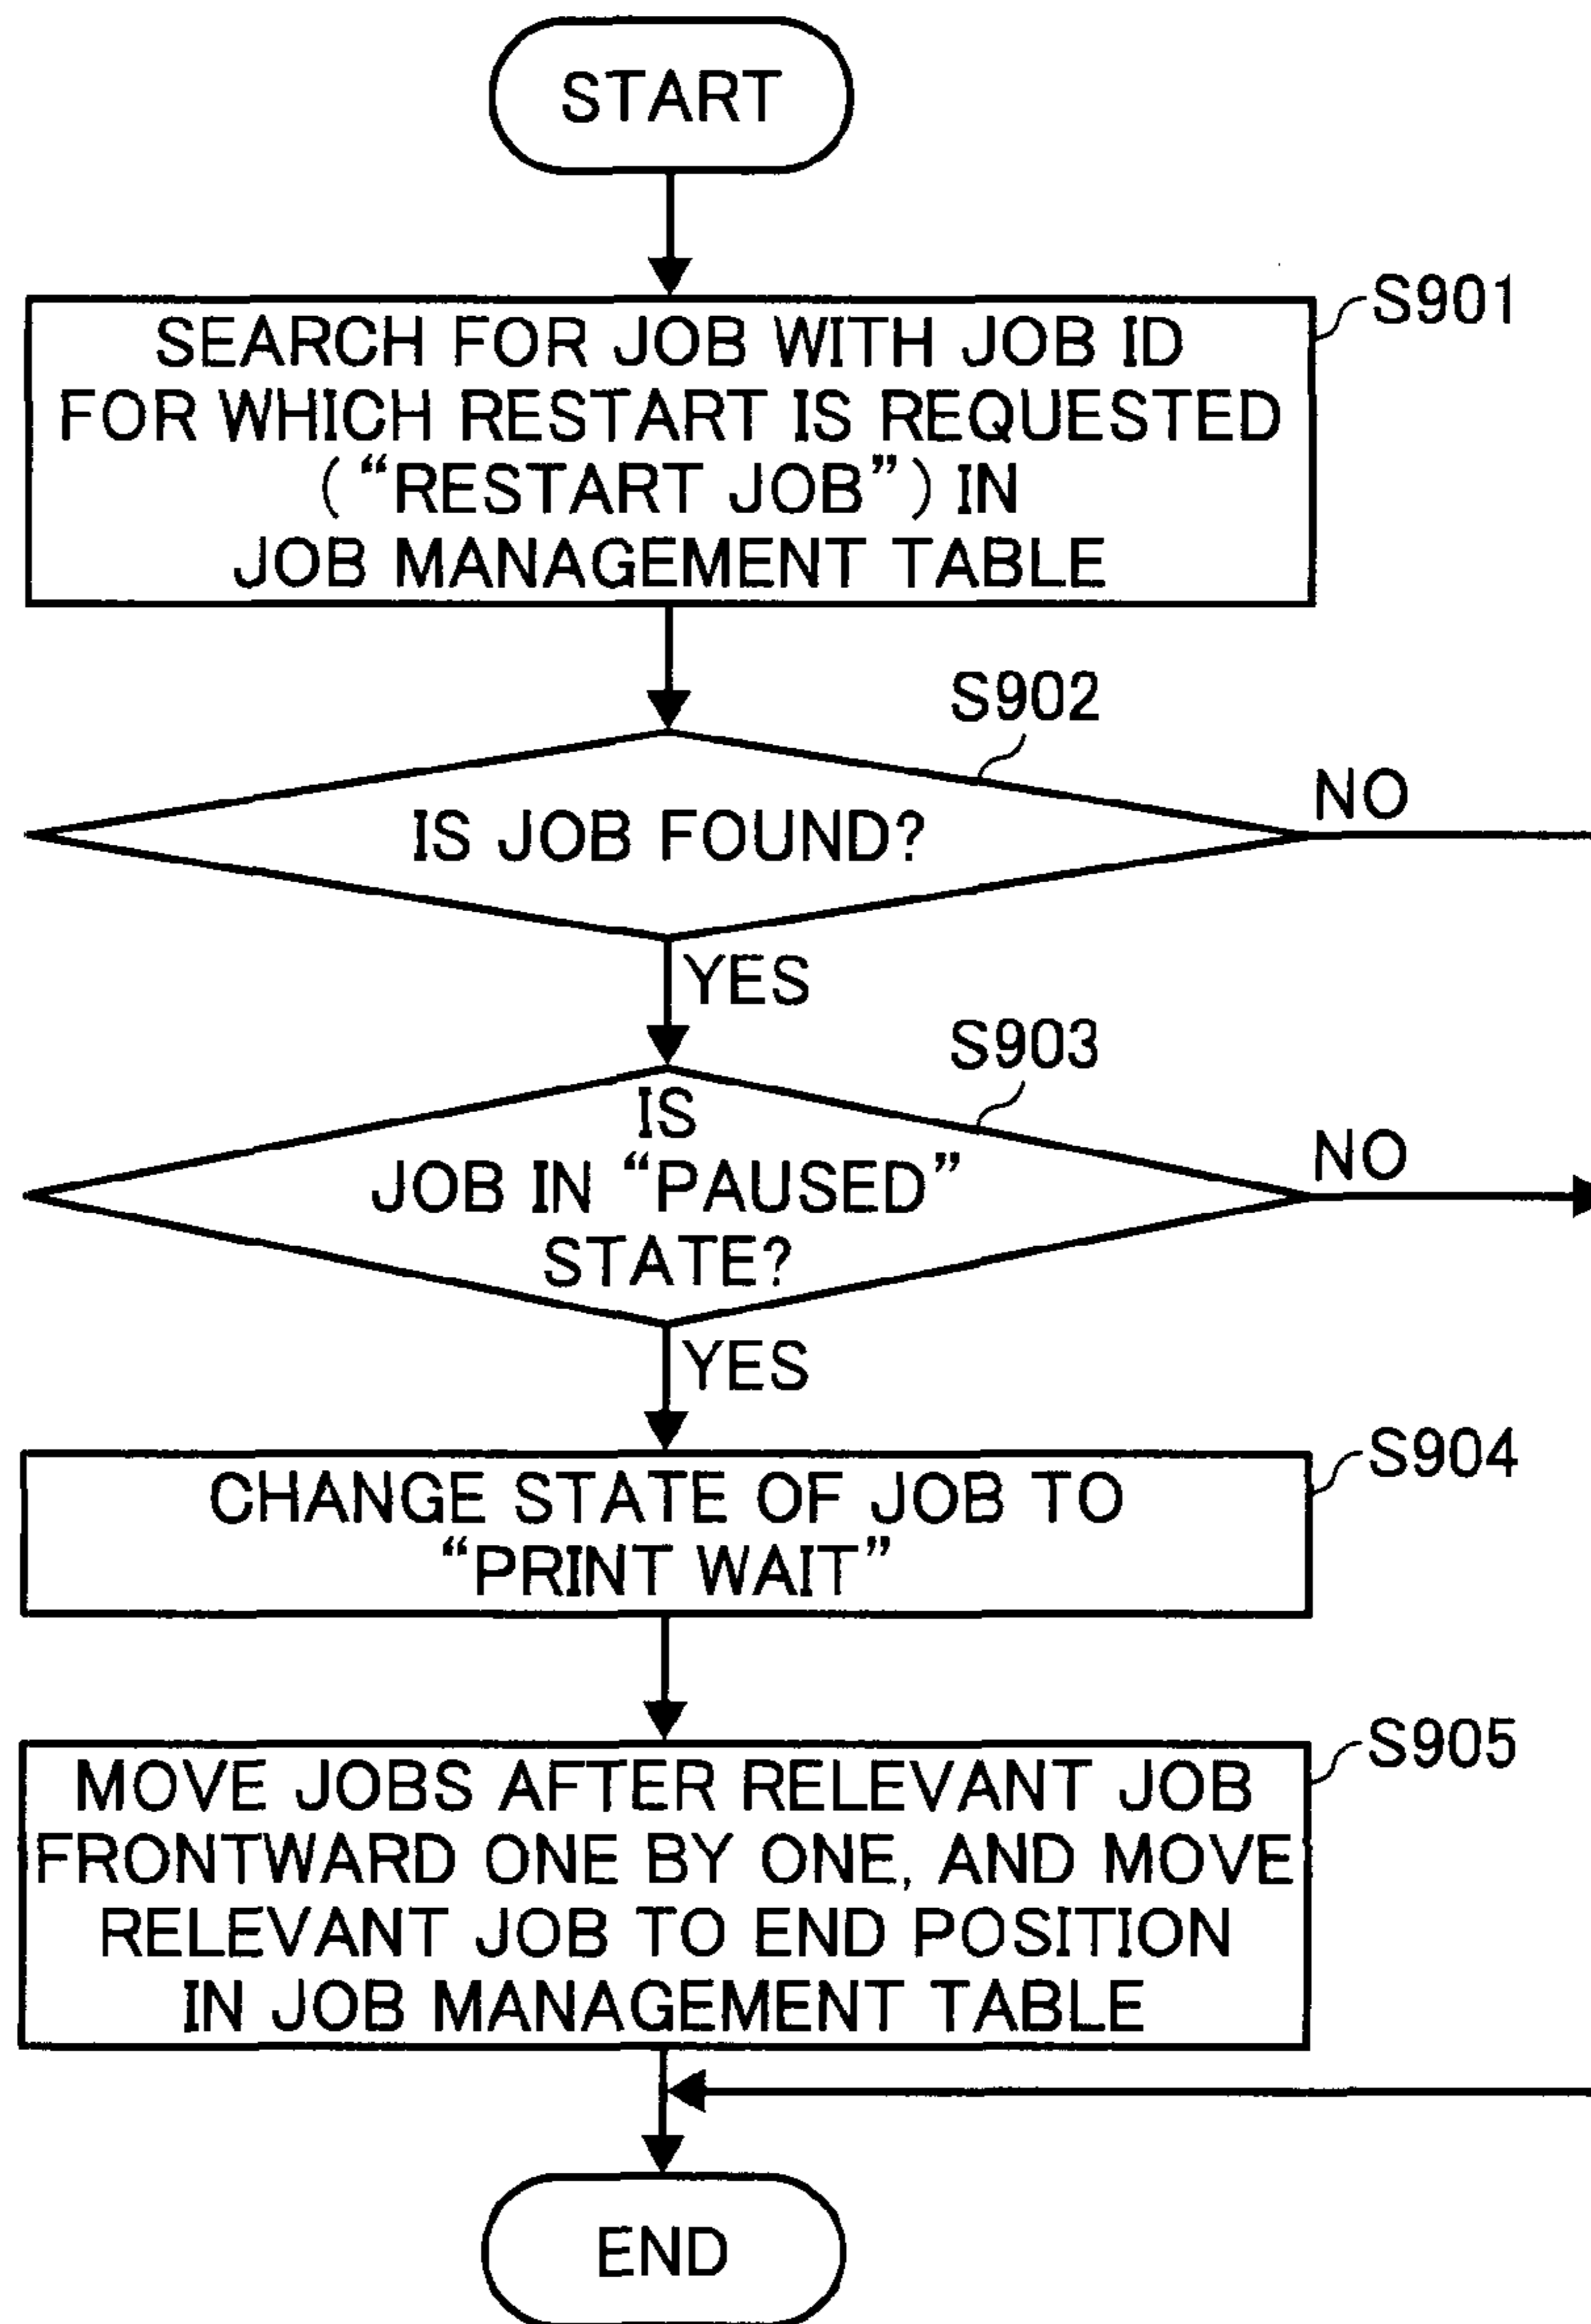 START
S901
SEARCH FOR JOB WITH JOB ID
FOR WHICH RESTART IS REQUESTED
(“RESTART JOB”) IN
JOB MANAGEMENT TABLE
S902
IS JOB FOUND?
NO
YES
S903
IS
JOB IN “PAUSED”
STATE?
NO
YES
S904
CHANGE STATE OF JOB TO
“PRINT WAIT”
S905
MOVE JOBS AFTER RELEVANT JOB
FRONTWARD ONE BY ONE, AND MOVE
RELEVANT JOB TO END POSITION
IN JOB MANAGEMENT TABLE
END